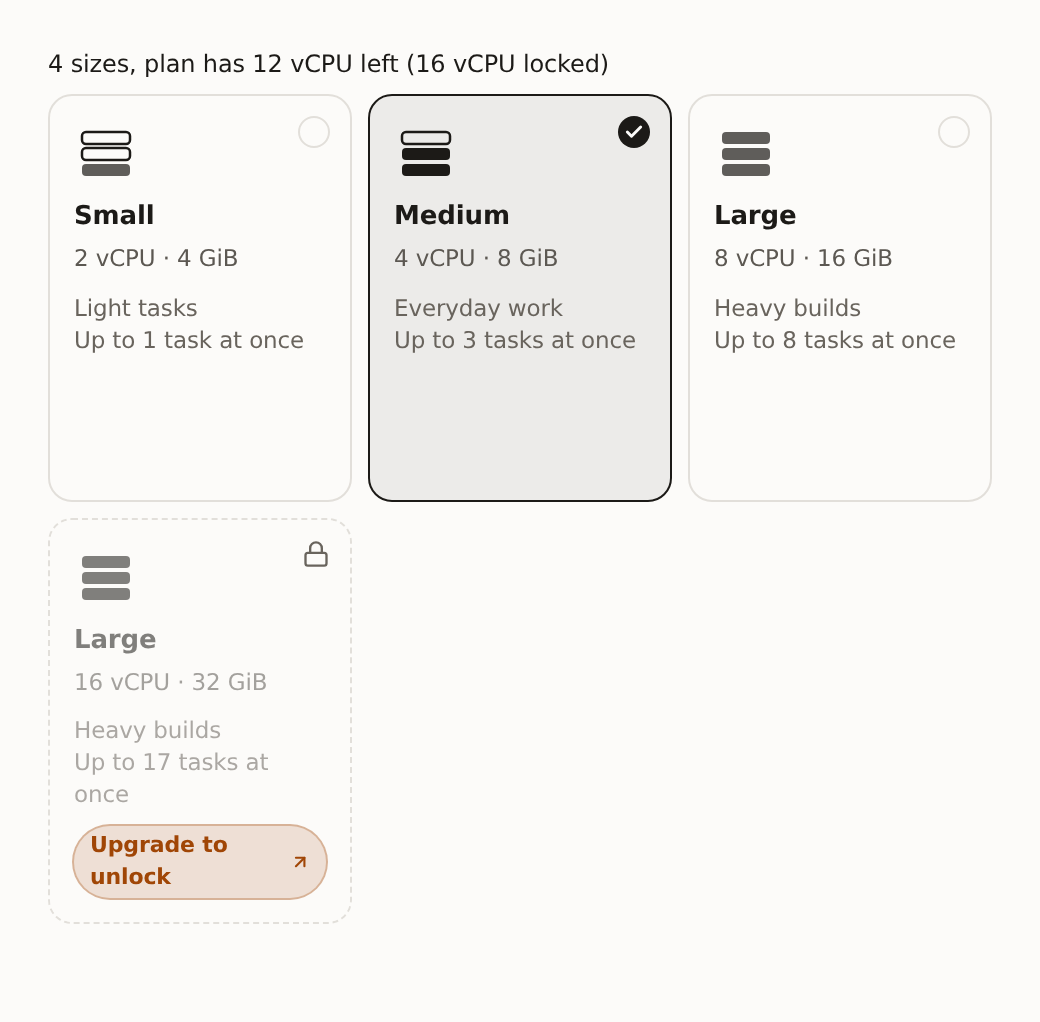 4 sizes, plan has 12 vCPU left (16 vCPU locked)
Small
2 vCPU · 4 GiB
Light tasks
Up to 1 task at once
Medium
4 vCPU · 8 GiB
Everyday work
Up to 3 tasks at once
Large
8 vCPU · 16 GiB
Heavy builds
Up to 8 tasks at once
Large
16 vCPU · 32 GiB
Heavy builds
Up to 17 tasks at
once
Upgrade to
unlock